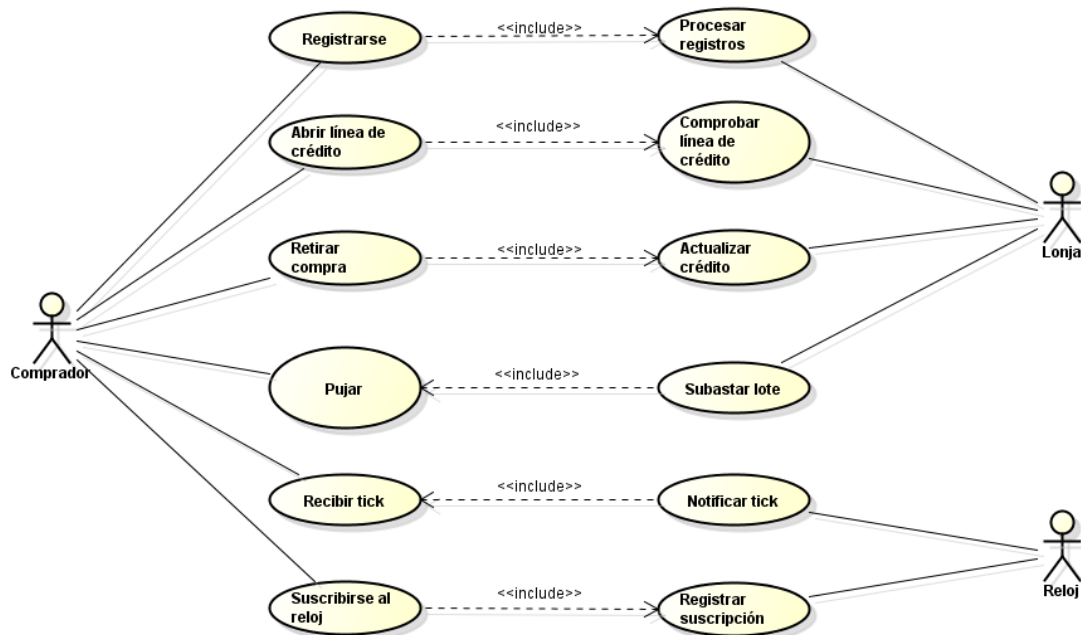 Registrarse
<<include>>
Procesar
registros
Abrir línea de
crédito
<<include>>
Comprobar
línea de
crédito
Retirar
compra
<<include>>
Actualizar
crédito
Lonja
Comprador
Pujar
<<include>>
Subastar lote
Recibir tick
<<include>>
Notificar tick
Suscribirse al
reloj
<<include>>
Registrar
suscripción
Reloj